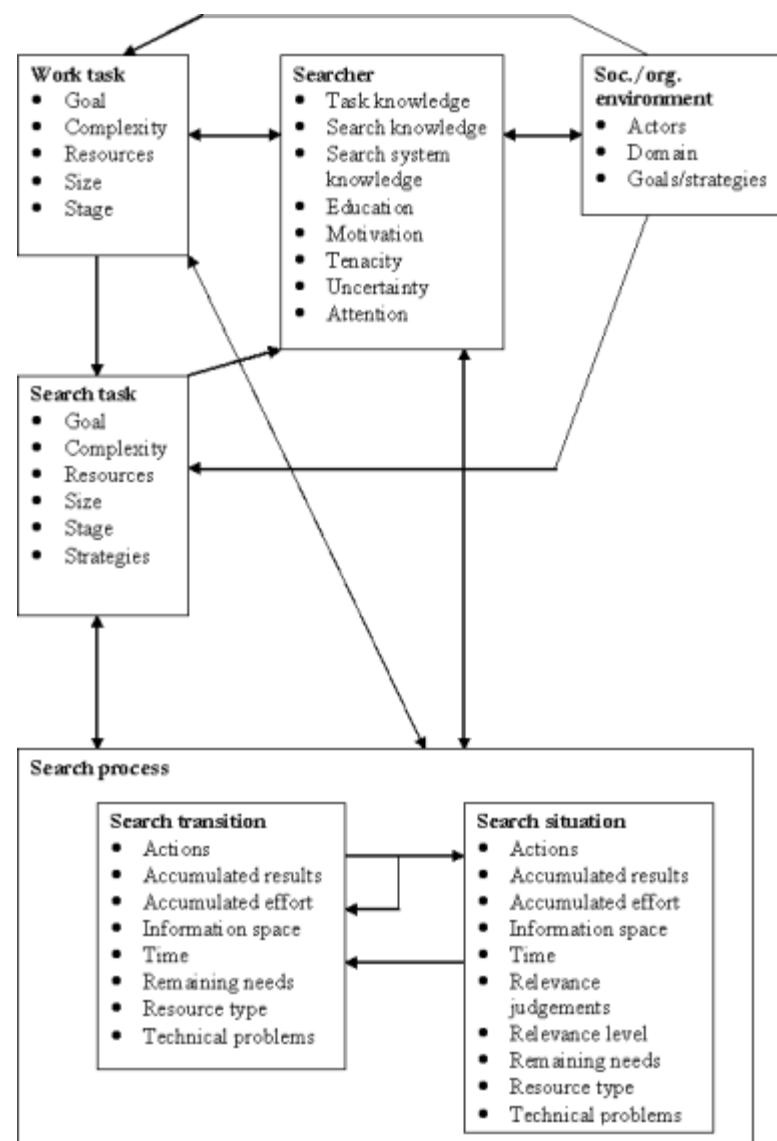 Work task
• Goal
• Complexity
• Resources
• Size
• Stage
Searcher
• Task knowledge
• Search knowledge
• Search system
knowledge
• Education
• Motivation
• Tenacity
• Uncertainty
• Attention
Soc./org.
environment
• Actors
• Domain
• Goals/strategies
Search task
• Goal
• Complexity
• Resources
• Size
• Stage
• Strategies
Search process
Search transition
• Actions
• Accumulated results
• Accumulated effort
• Information space
• Time
• Remaining needs
• Resource type
• Technical problems
Search situation
• Actions
• Accumulated results
• Accumulated effort
• Information space
• Time
• Relevance
judgements
• Relevance level
• Remaining needs
• Resource type
• Technical problems